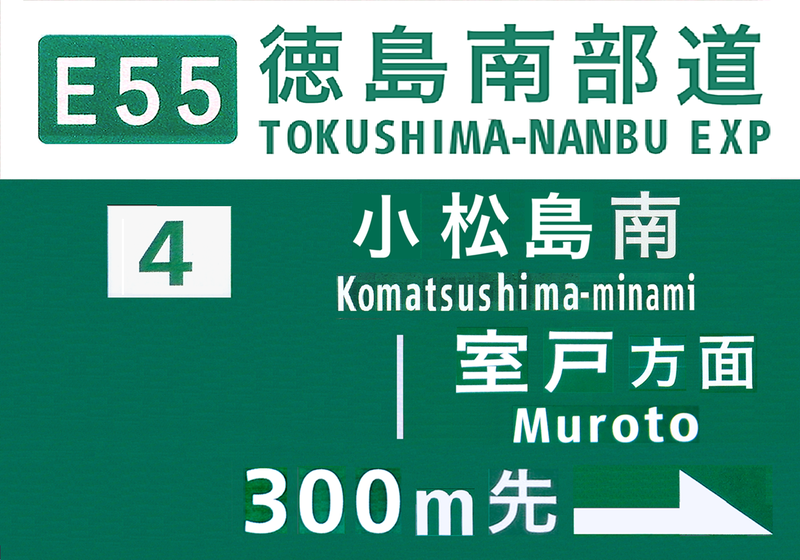 E55 徳島南部道
TOKUSHIMA-NANBU EXP
4 小松島南
Komatsushima-minami
室戸方面
Muroto
300m先